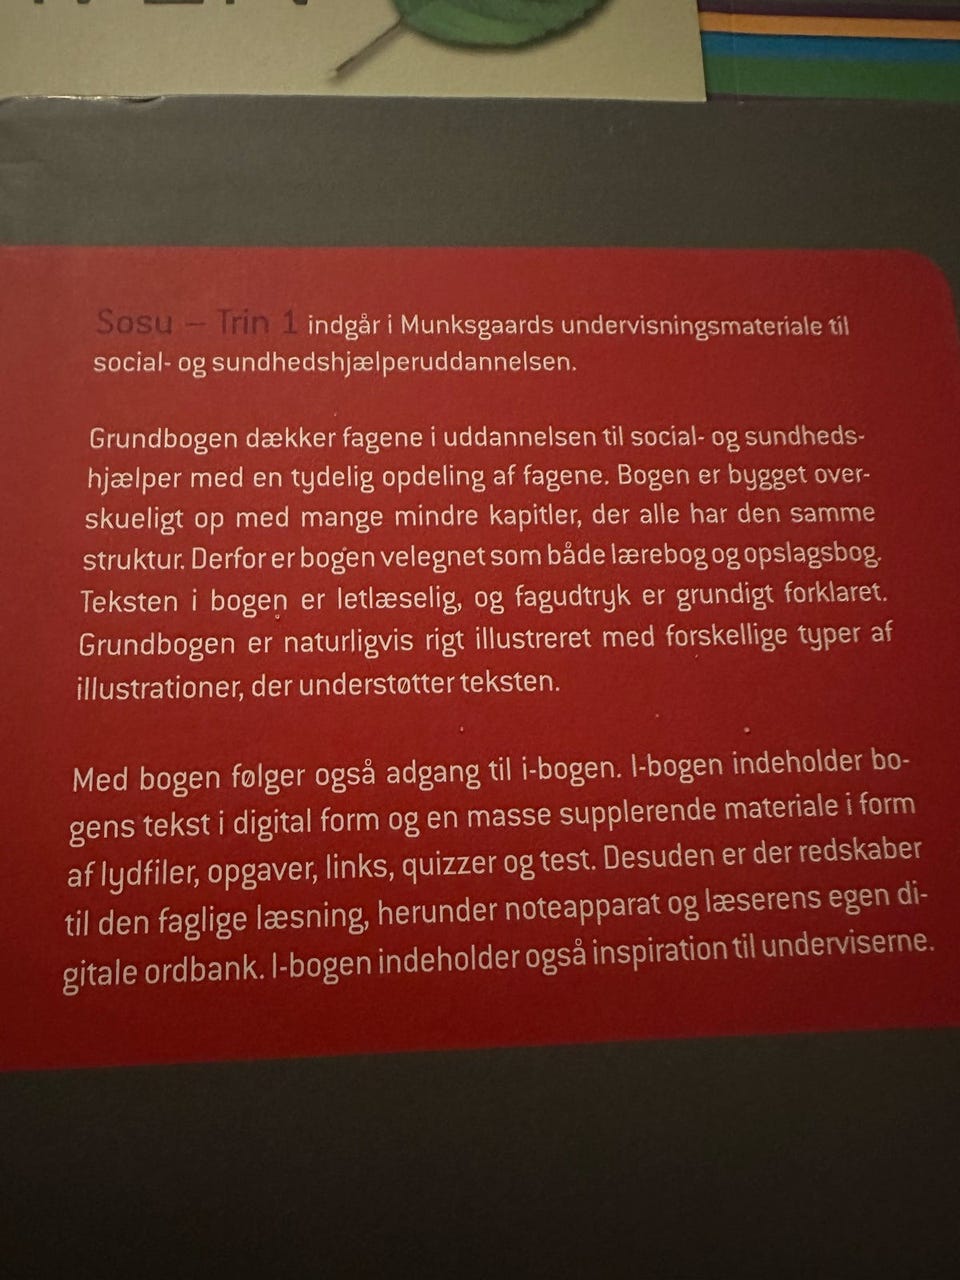 Sosu – Trin 1 indgår i Munksgaards undervisningsmateriale til
social- og sundhedshjælperuddannelsen.
Grundbogen dækker fagene i uddannelsen til social- og sundheds-
hjælper med en tydelig opdeling af fagene. Bogen er bygget over-
skueligt op med mange mindre kapitler, der alle har den samme
struktur. Derfor er bogen velegnet som både lærebog og opslagsbog.
Teksten i bogen er letlæselig, og fagudtryk er grundigt forklaret.
Grundbogen er naturligvis rigt illustreret med forskellige typer af
illustrationer, der understøtter teksten.
Med bogen følger også adgang til i-bogen. I-bogen indeholder bo-
gens tekst i digital form og en masse supplerende materiale i form
af lydfiler, opgaver, links, quizzer og test. Desuden er der redskaber
til den faglige læsning, herunder noteapparat og læserens egen di-
gitale ordbank. I-bogen indeholder også inspiration til underviserne.